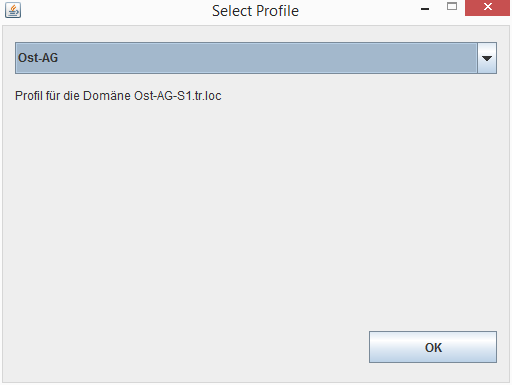 Select Profile
Ost-AG
Profil für die Domäne Ost-AG-S1.tr.loc
OK